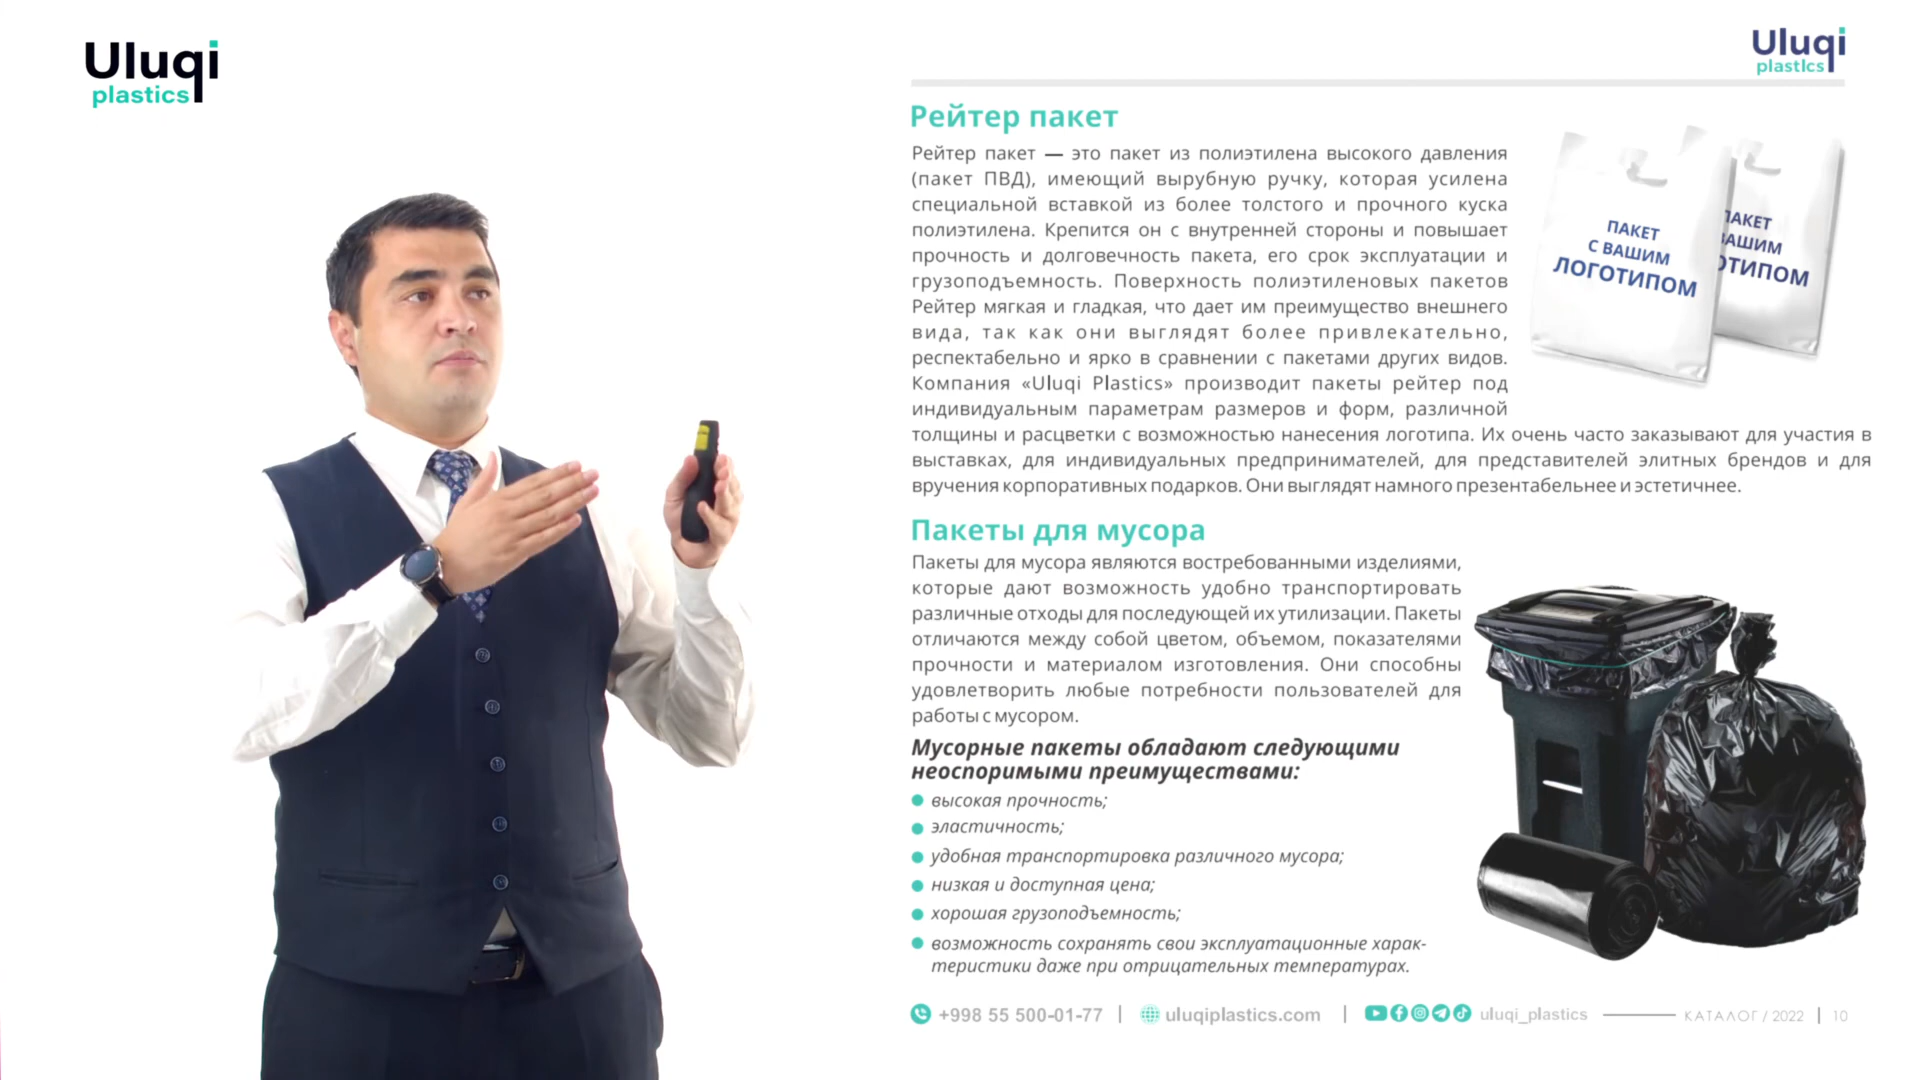 Uluqi
plastics
Uluqi
plastics
Рейтер пакет
Рейтер пакет — это пакет из полиэтилена высокого давления
(пакет ПВД), имеющий вырубную ручку, которая усилена
специальной вставкой из более толстого и прочного куска
полиэтилена. Крепится он с внутренней стороны и повышает
прочность и долговечность пакета, его срок эксплуатации и
грузоподъемность. Поверхность полиэтиленовых пакетов
Рейтер мягкая и гладкая, что дает им преимущество внешнего
вида, так как они выглядят более привлекательно,
респектабельно и ярко в сравнении с пакетами других видов.
Компания «Uluqi Plastics» производит пакеты рейтер под
индивидуальным параметрам размеров и форм, различной
толщины и расцветки с возможностью нанесения логотипа. Их очень часто заказывают для участия в
выставках, для индивидуальных предпринимателей, для представителей элитных брендов и для
вручения корпоративных подарков. Они выглядят намного презентабельнее и эстетичнее.
ПАКЕТ
С ВАШИМ
ЛОГОТИПОМ
ПАКЕТ
ВАШИМ
ОТИПОМ
Пакеты для мусора
Пакеты для мусора являются востребованными изделиями,
которые дают возможность удобно транспортировать
различные отходы для последующей их утилизации. Пакеты
отличаются между собой цветом, объемом, показателями
прочности и материалом изготовления. Они способны
удовлетворить любые потребности пользователей для
работы с мусором.
Мусорные пакеты обладают следующими
неоспоримыми преимуществами:
высокая прочность;
эластичность;
удобная транспортировка различного мусора;
низкая и доступная цена;
хорошая грузоподъемность;
возможность сохранять свои эксплуатационные харак-
теристики даже при отрицательных температурах.
+998 55 500-01-77 | uluqiplastics.com | uluqi_plastics КАТАЛОГ / 2022 | 10